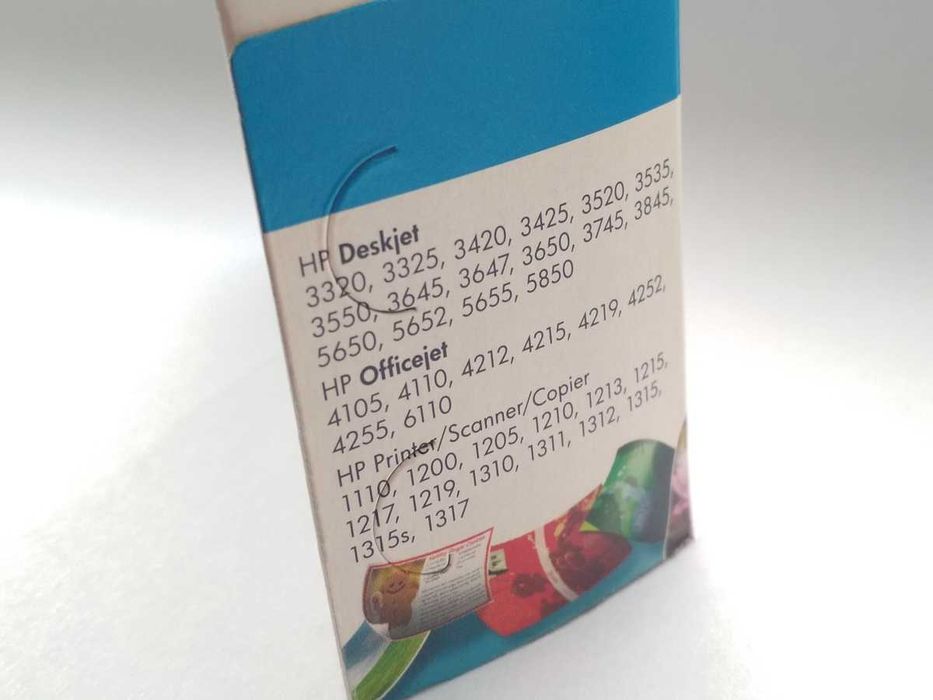 HP Deskjet
3320, 3325, 3420, 3425, 3520, 3535,
3550, 3645, 3647, 3650, 3745, 3845,
5650, 5652, 5655, 5850
HP Officejet
4105, 4110, 4212, 4215, 4219, 4252,
4255, 6110
HP Printer/Scanner/Copier
1110, 1200, 1205, 1210, 1213, 1215,
1217, 1219, 1310, 1311, 1312, 1315,
1315s, 1317